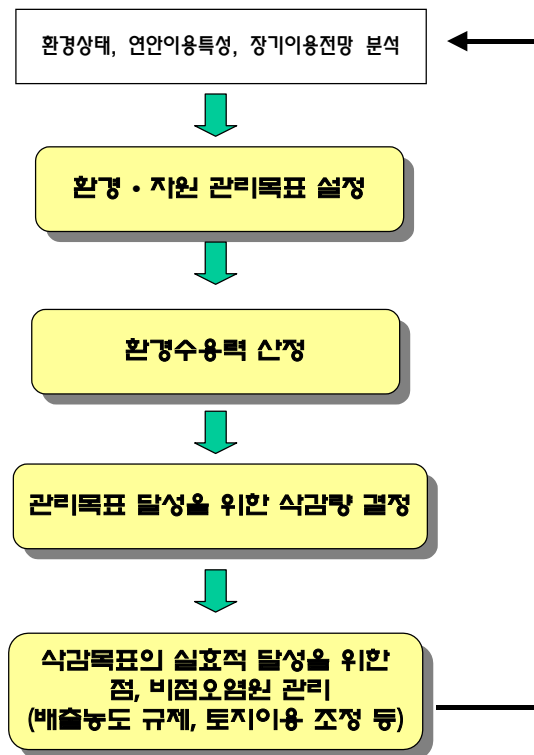 환경상태, 연안이용특성, 장기이용전망 분석
환경 • 자원 관리목표 설정
환경수용력 산정
관리목표 달성을 위한 삭감량 결정
삭감목표의 실효적 달성을 위한
점, 비점오염원 관리
(배출농도 규제, 토지이용 조정 등)